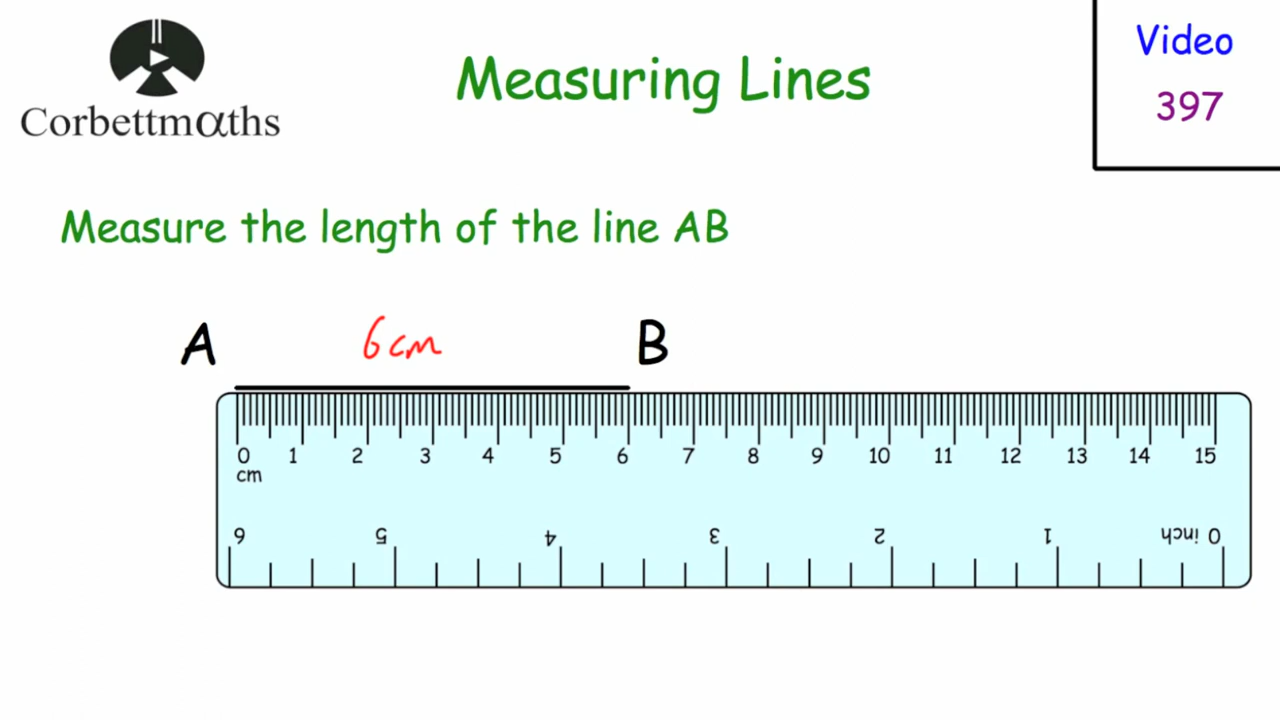 Corbettmαths
Measuring Lines
Video
397
Measure the length of the line AB
A 6cm B
0 1 2 3 4 5 6 7 8 9 10 11 12 13 14 15
cm
6 5 4 3 2 1 0 inch